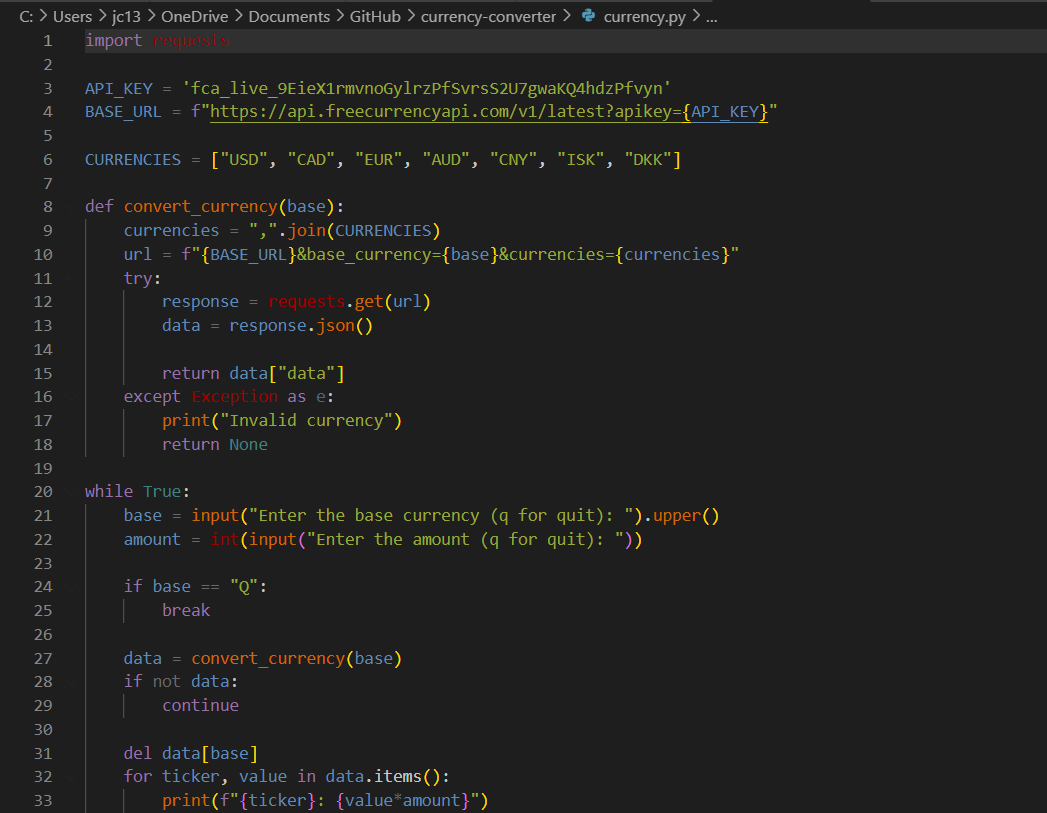 C: > Users > jc13 > OneDrive > Documents > GitHub > currency-converter > currency.py > ...
1 import requests
2
3 API_KEY = 'fca_live_9EieX1rmvnoGylrzPfSvrsS2U7gwaKQ4hdzPfvyn'
4 BASE_URL = f"https://api.freecurrencyapi.com/v1/latest?apikey={API_KEY}"
5
6 CURRENCIES = ["USD", "CAD", "EUR", "AUD", "CNY", "ISK", "DKK"]
7
8 def convert_currency(base):
9     currencies = ",".join(CURRENCIES)
10     url = f"{BASE_URL}&base_currency={base}&currencies={currencies}"
11     try:
12         response = requests.get(url)
13         data = response.json()
14
15         return data["data"]
16     except Exception as e:
17         print("Invalid currency")
18         return None
19
20 while True:
21     base = input("Enter the base currency (q for quit): ").upper()
22     amount = int(input("Enter the amount (q for quit): "))
23
24     if base == "Q":
25         break
26
27     data = convert_currency(base)
28     if not data:
29         continue
30
31     del data[base]
32     for ticker, value in data.items():
33         print(f"{ticker}: {value*amount}")